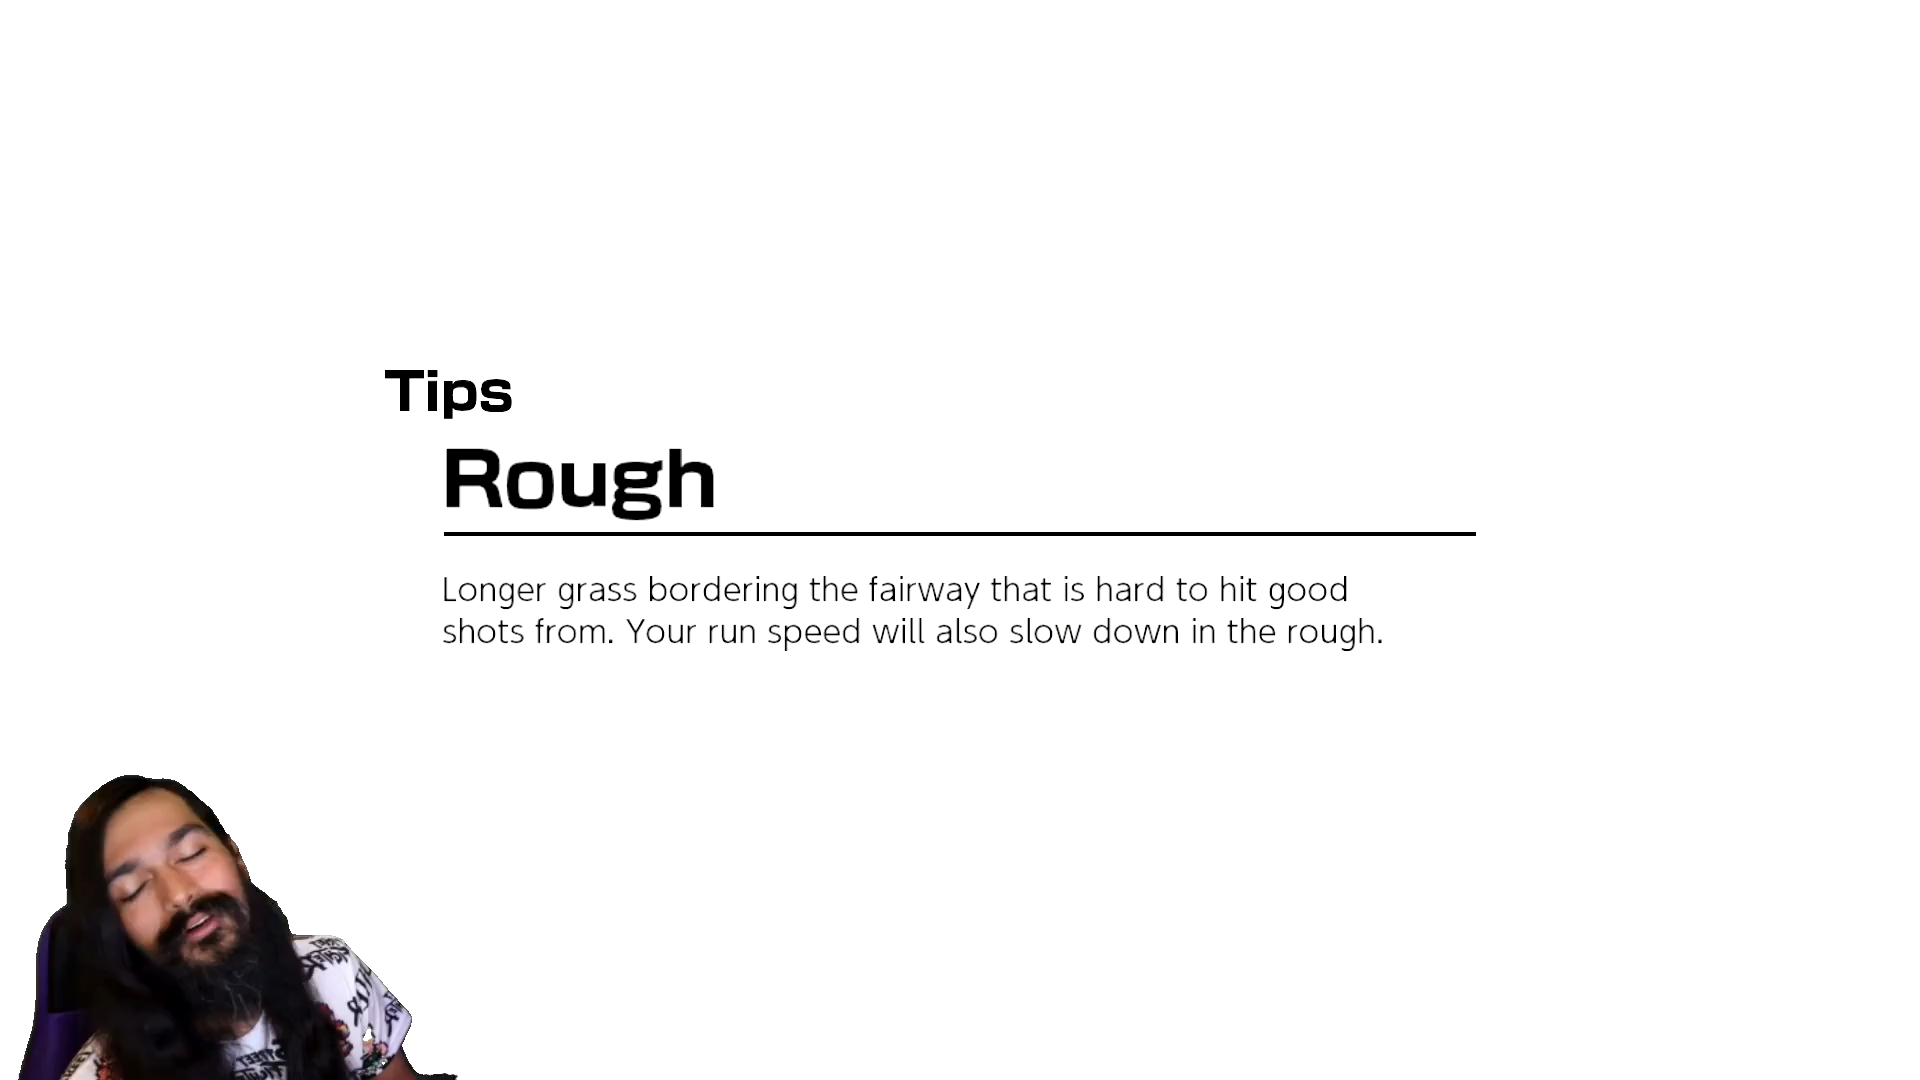 Tips
Rough
Longer grass bordering the fairway that is hard to hit good
shots from. Your run speed will also slow down in the rough.